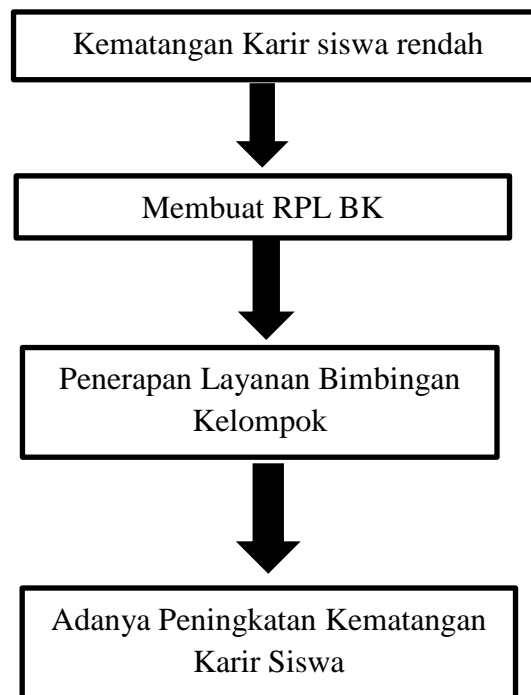 Kematangan Karir siswa rendah
Membuat RPL BK
Penerapan Layanan Bimbingan
Kelompok
Adanya Peningkatan Kematangan
Karir Siswa